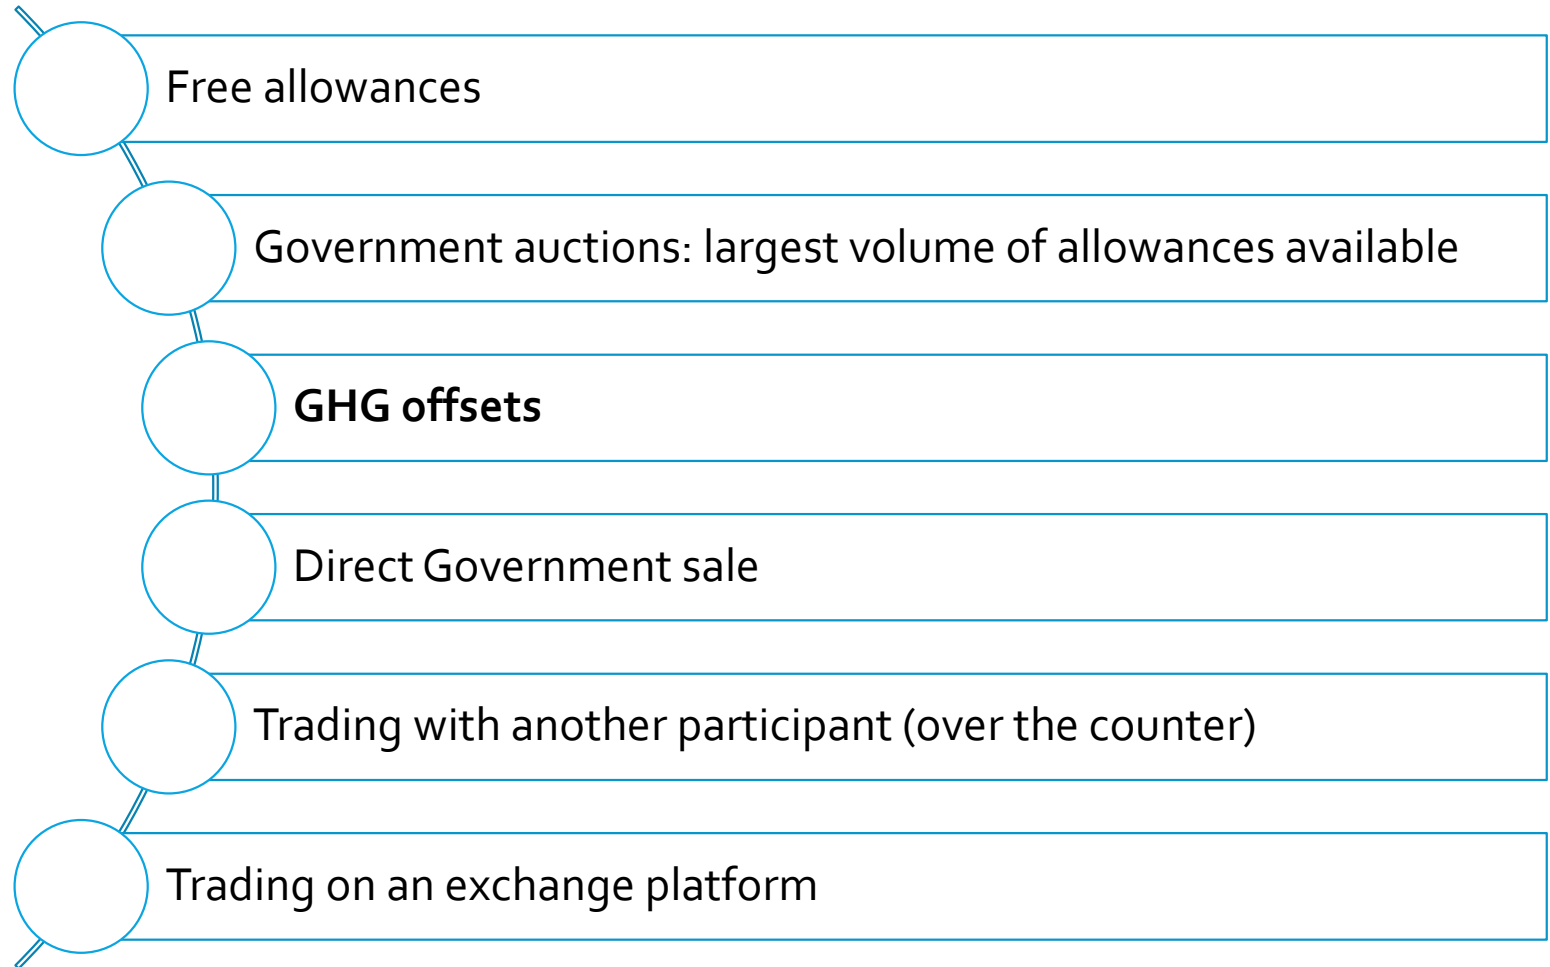 Free allowances
Government auctions: largest volume of allowances available
GHG offsets
Direct Government sale
Trading with another participant (over the counter)
Trading on an exchange platform